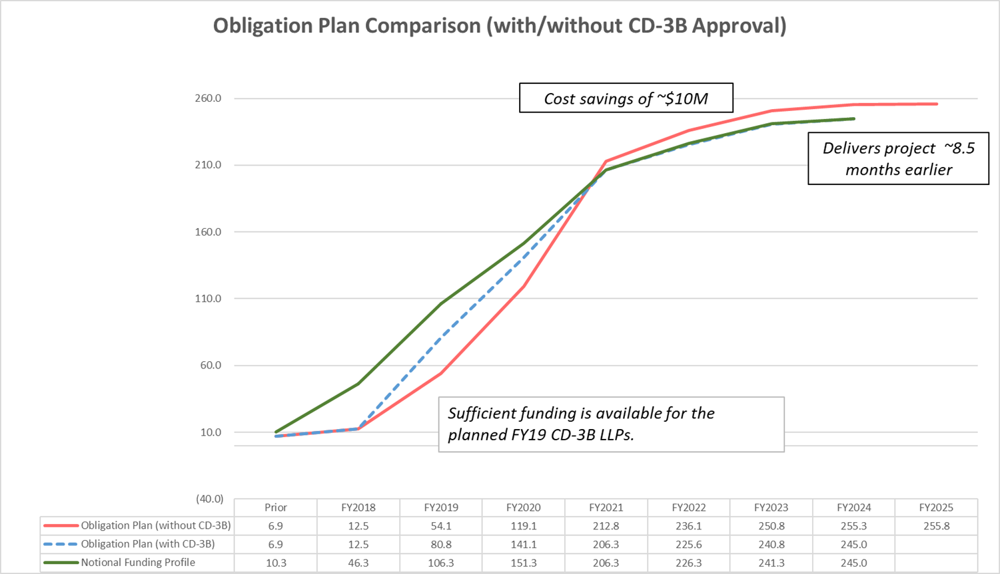 Obligation Plan Comparison (with/without CD-3B Approval)
260.0
210.0
160.0
110.0
60.0
10.0
(40.0)
Cost savings of ~$10M
Delivers project ~8.5
months earlier
Sufficient funding is available for the
planned FY19 CD-3B LLPs.
Prior FY2018 FY2019 FY2020 FY2021 FY2022 FY2023 FY2024 FY2025
Obligation Plan (without CD-3B) 6.9 12.5 54.1 119.1 212.8 236.1 250.8 255.3 255.8
Obligation Plan (with CD-3B) 6.9 12.5 80.8 141.1 206.3 225.6 240.8 245.0
Notional Funding Profile 10.3 46.3 106.3 151.3 206.3 226.3 241.3 245.0